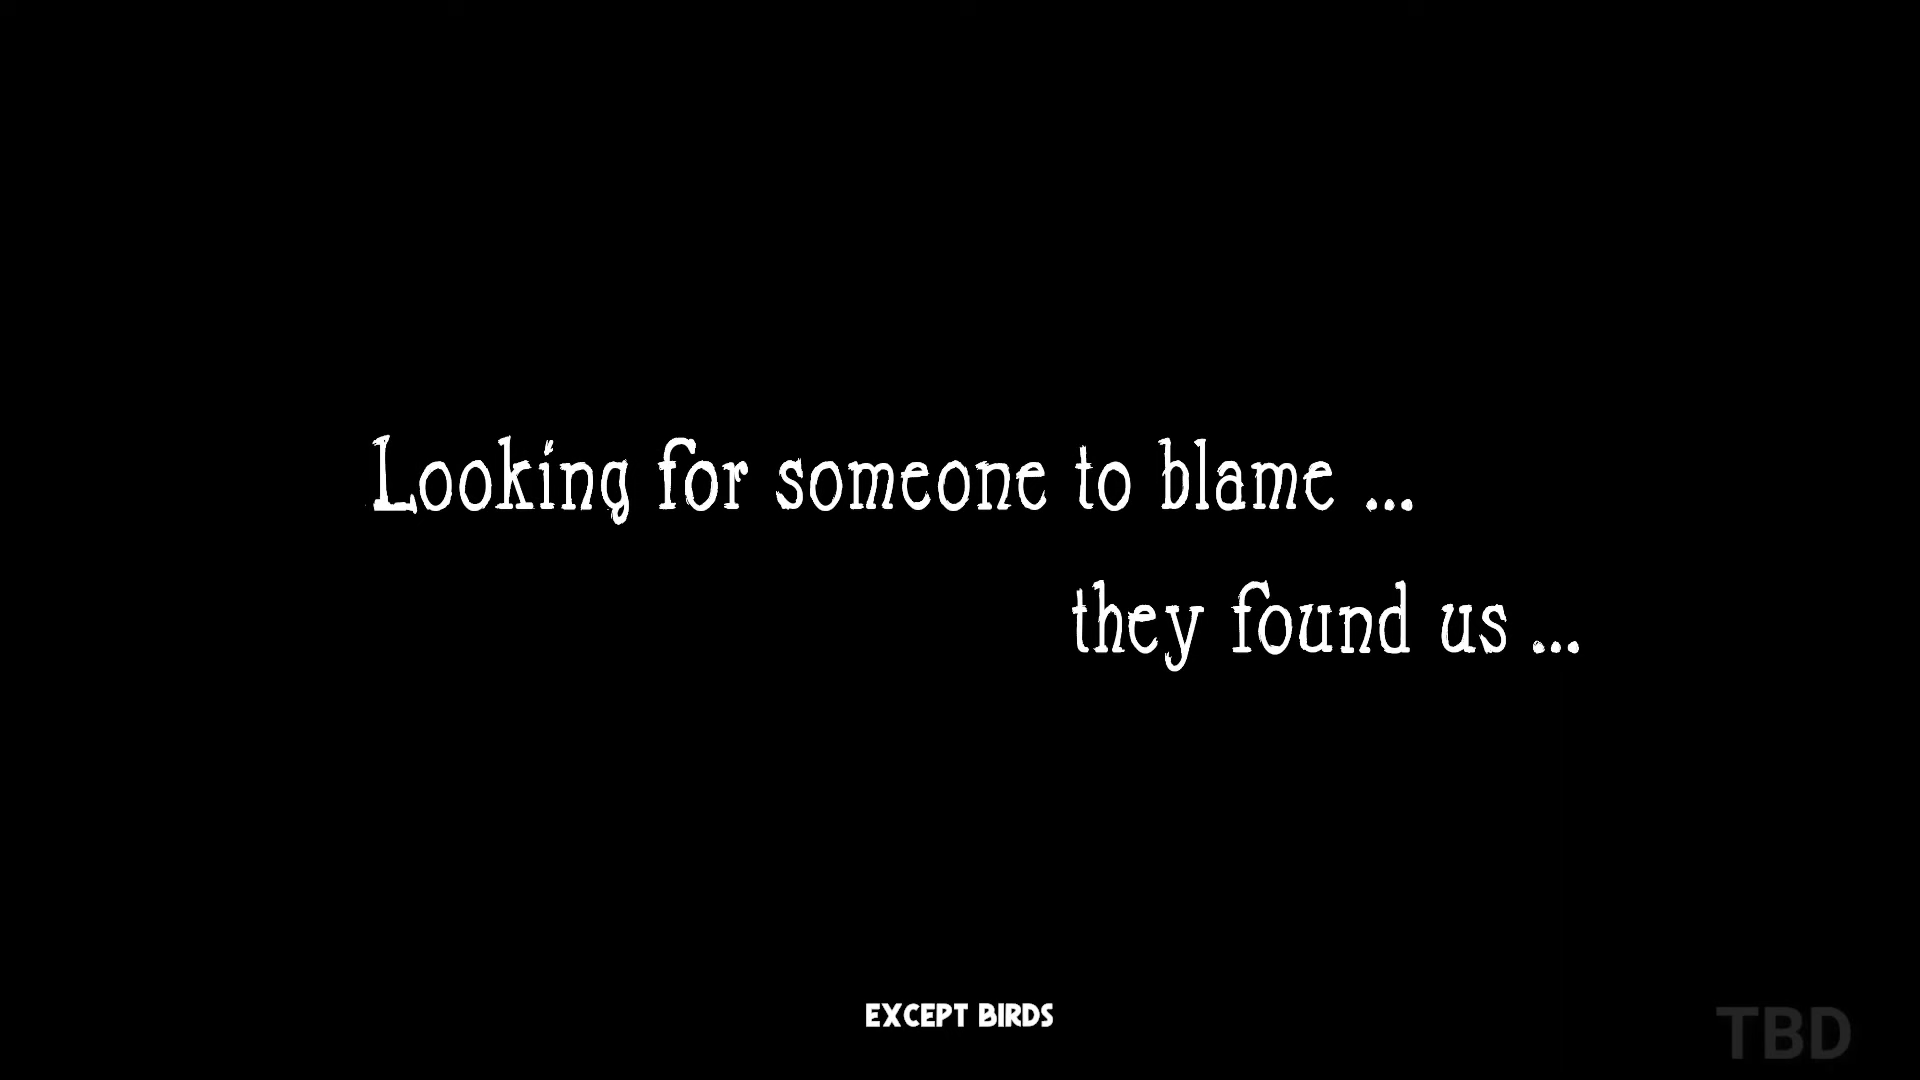 Looking for someone to blame ...
they found us ...
EXCEPT BIRDS
TBD